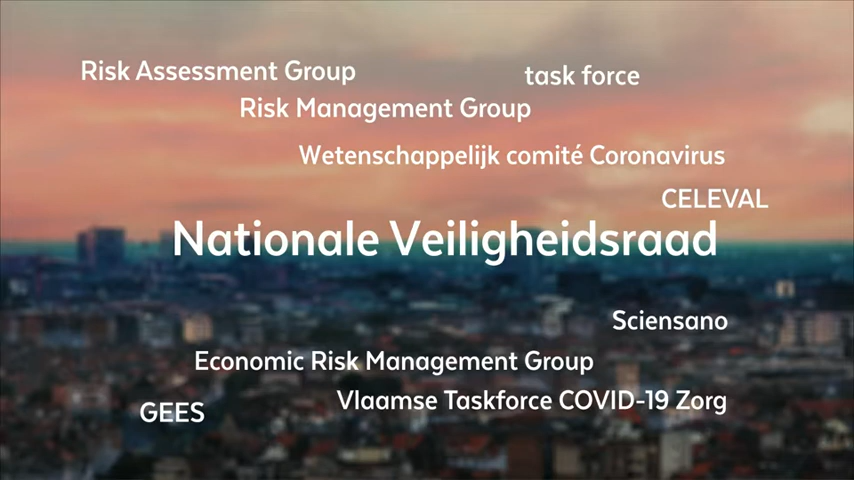 Risk Assessment Group
task force
Risk Management Group
Wetenschappelijk comité Coronavirus
CELEVAL
Nationale Veiligheidsraad
Sciensano
Economic Risk Management Group
Vlaamse Taskforce COVID-19 Zorg
GEES